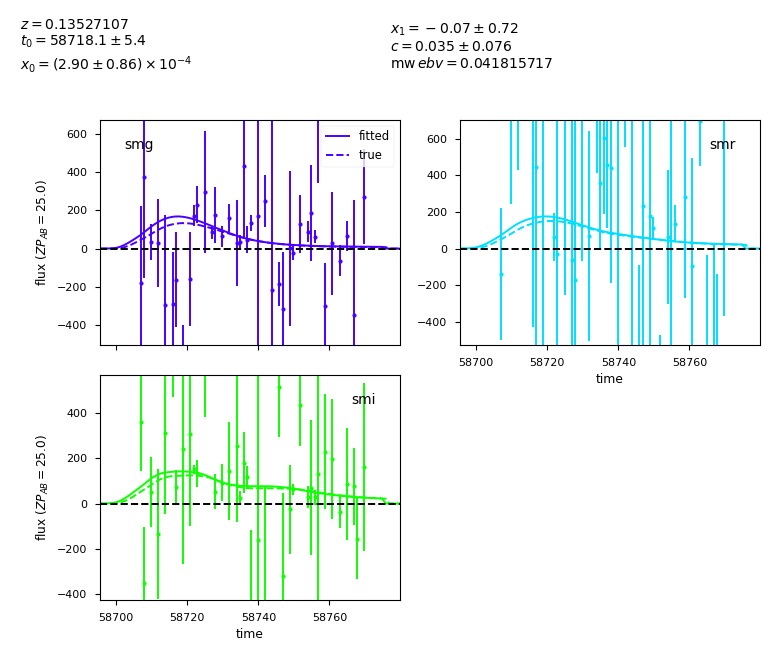 z = 0.13527107
t₀ = 58718.1 ± 5.4
x₀ = (2.90 ± 0.86) × 10⁻⁴
x₁ = −0.07 ± 0.72
c = 0.035 ± 0.076
mw ebv = 0.041815717
smg
fitted
true
600
400
200
0
−200
−400
flux (ZP_AB = 25.0)
smr
600
400
200
0
−200
−400
58700
58720
58740
58760
time
smi
400
200
0
−200
−400
flux (ZP_AB = 25.0)
58700
58720
58740
58760
time